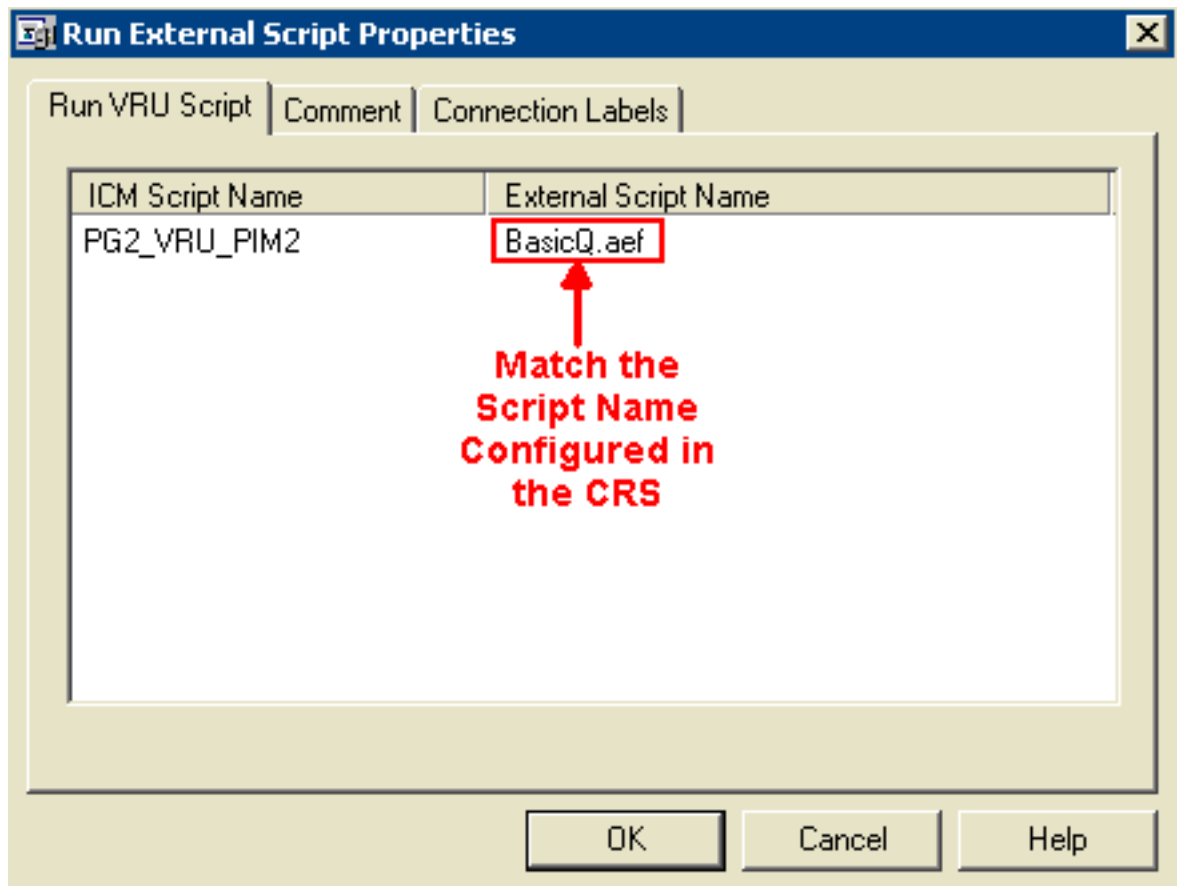 Run External Script Properties
Run VRU Script Comment Connection Labels
ICM Script Name External Script Name
PG2_VRU_PIM2 BasicQ.aef
Match the
Script Name
Configured in
the CRS
OK Cancel Help